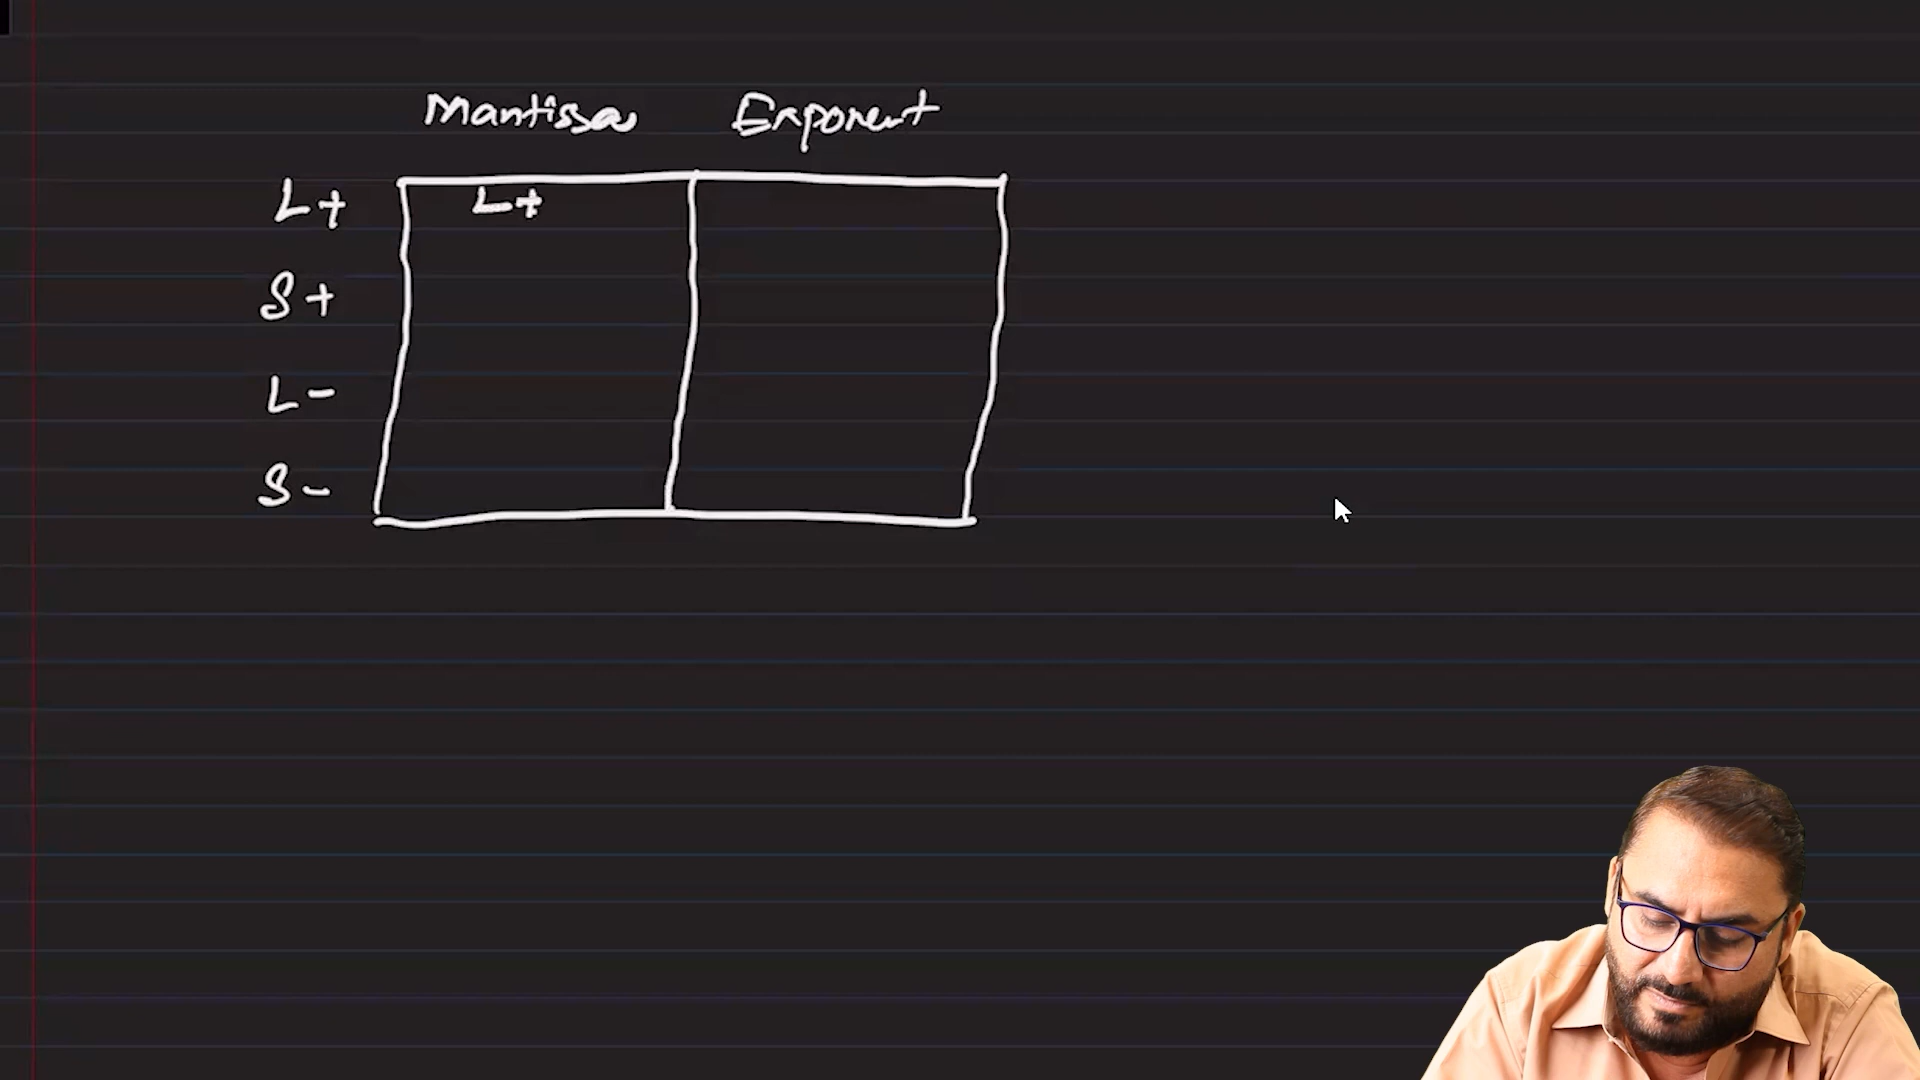 Mantissa Exponent
L+ L+
S+
L-
S-